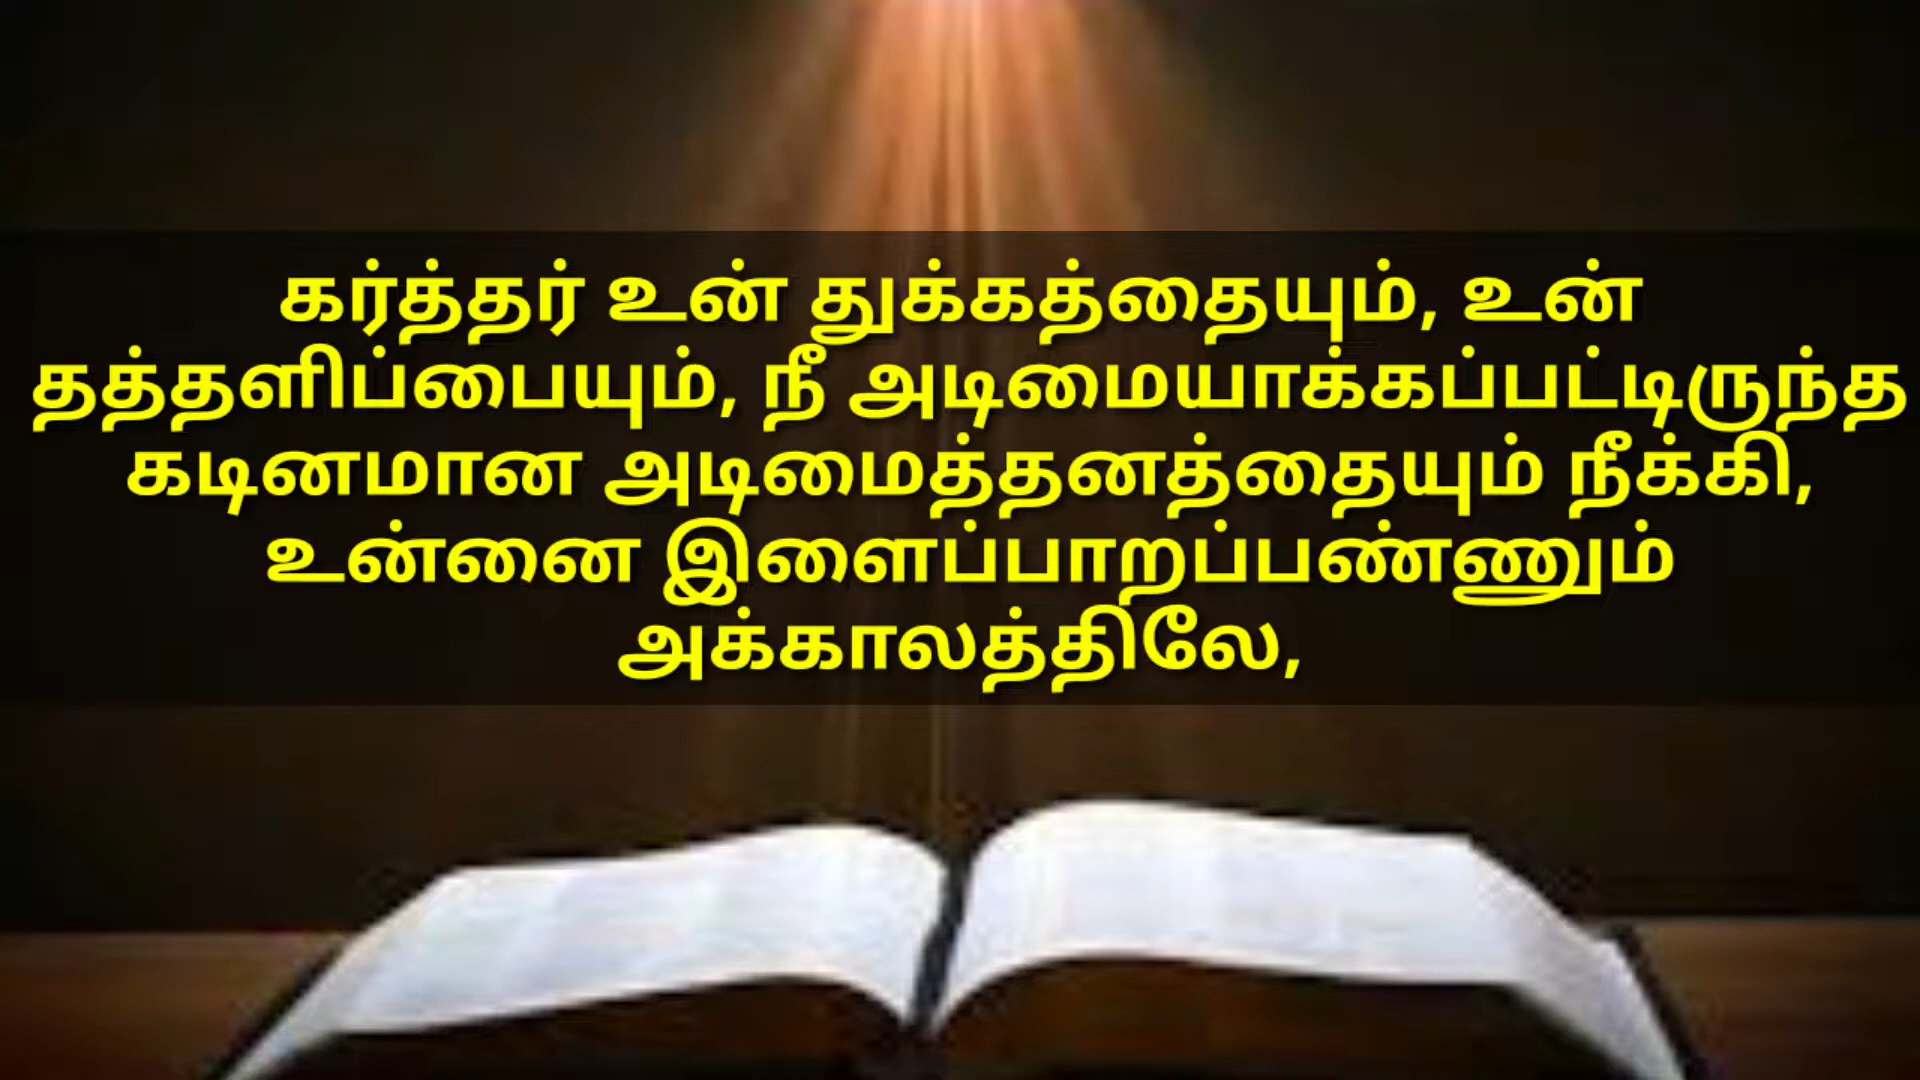 கர்த்தர் உன் துக்கத்தையும், உன்
தத்தளிப்பையும், நீ அடிமையாக்கப்பட்டிருந்த
கடினமான அடிமைத்தனத்தையும் நீக்கி,
உன்னை இளைப்பாறப்பண்ணும்
அக்காலத்திலே,